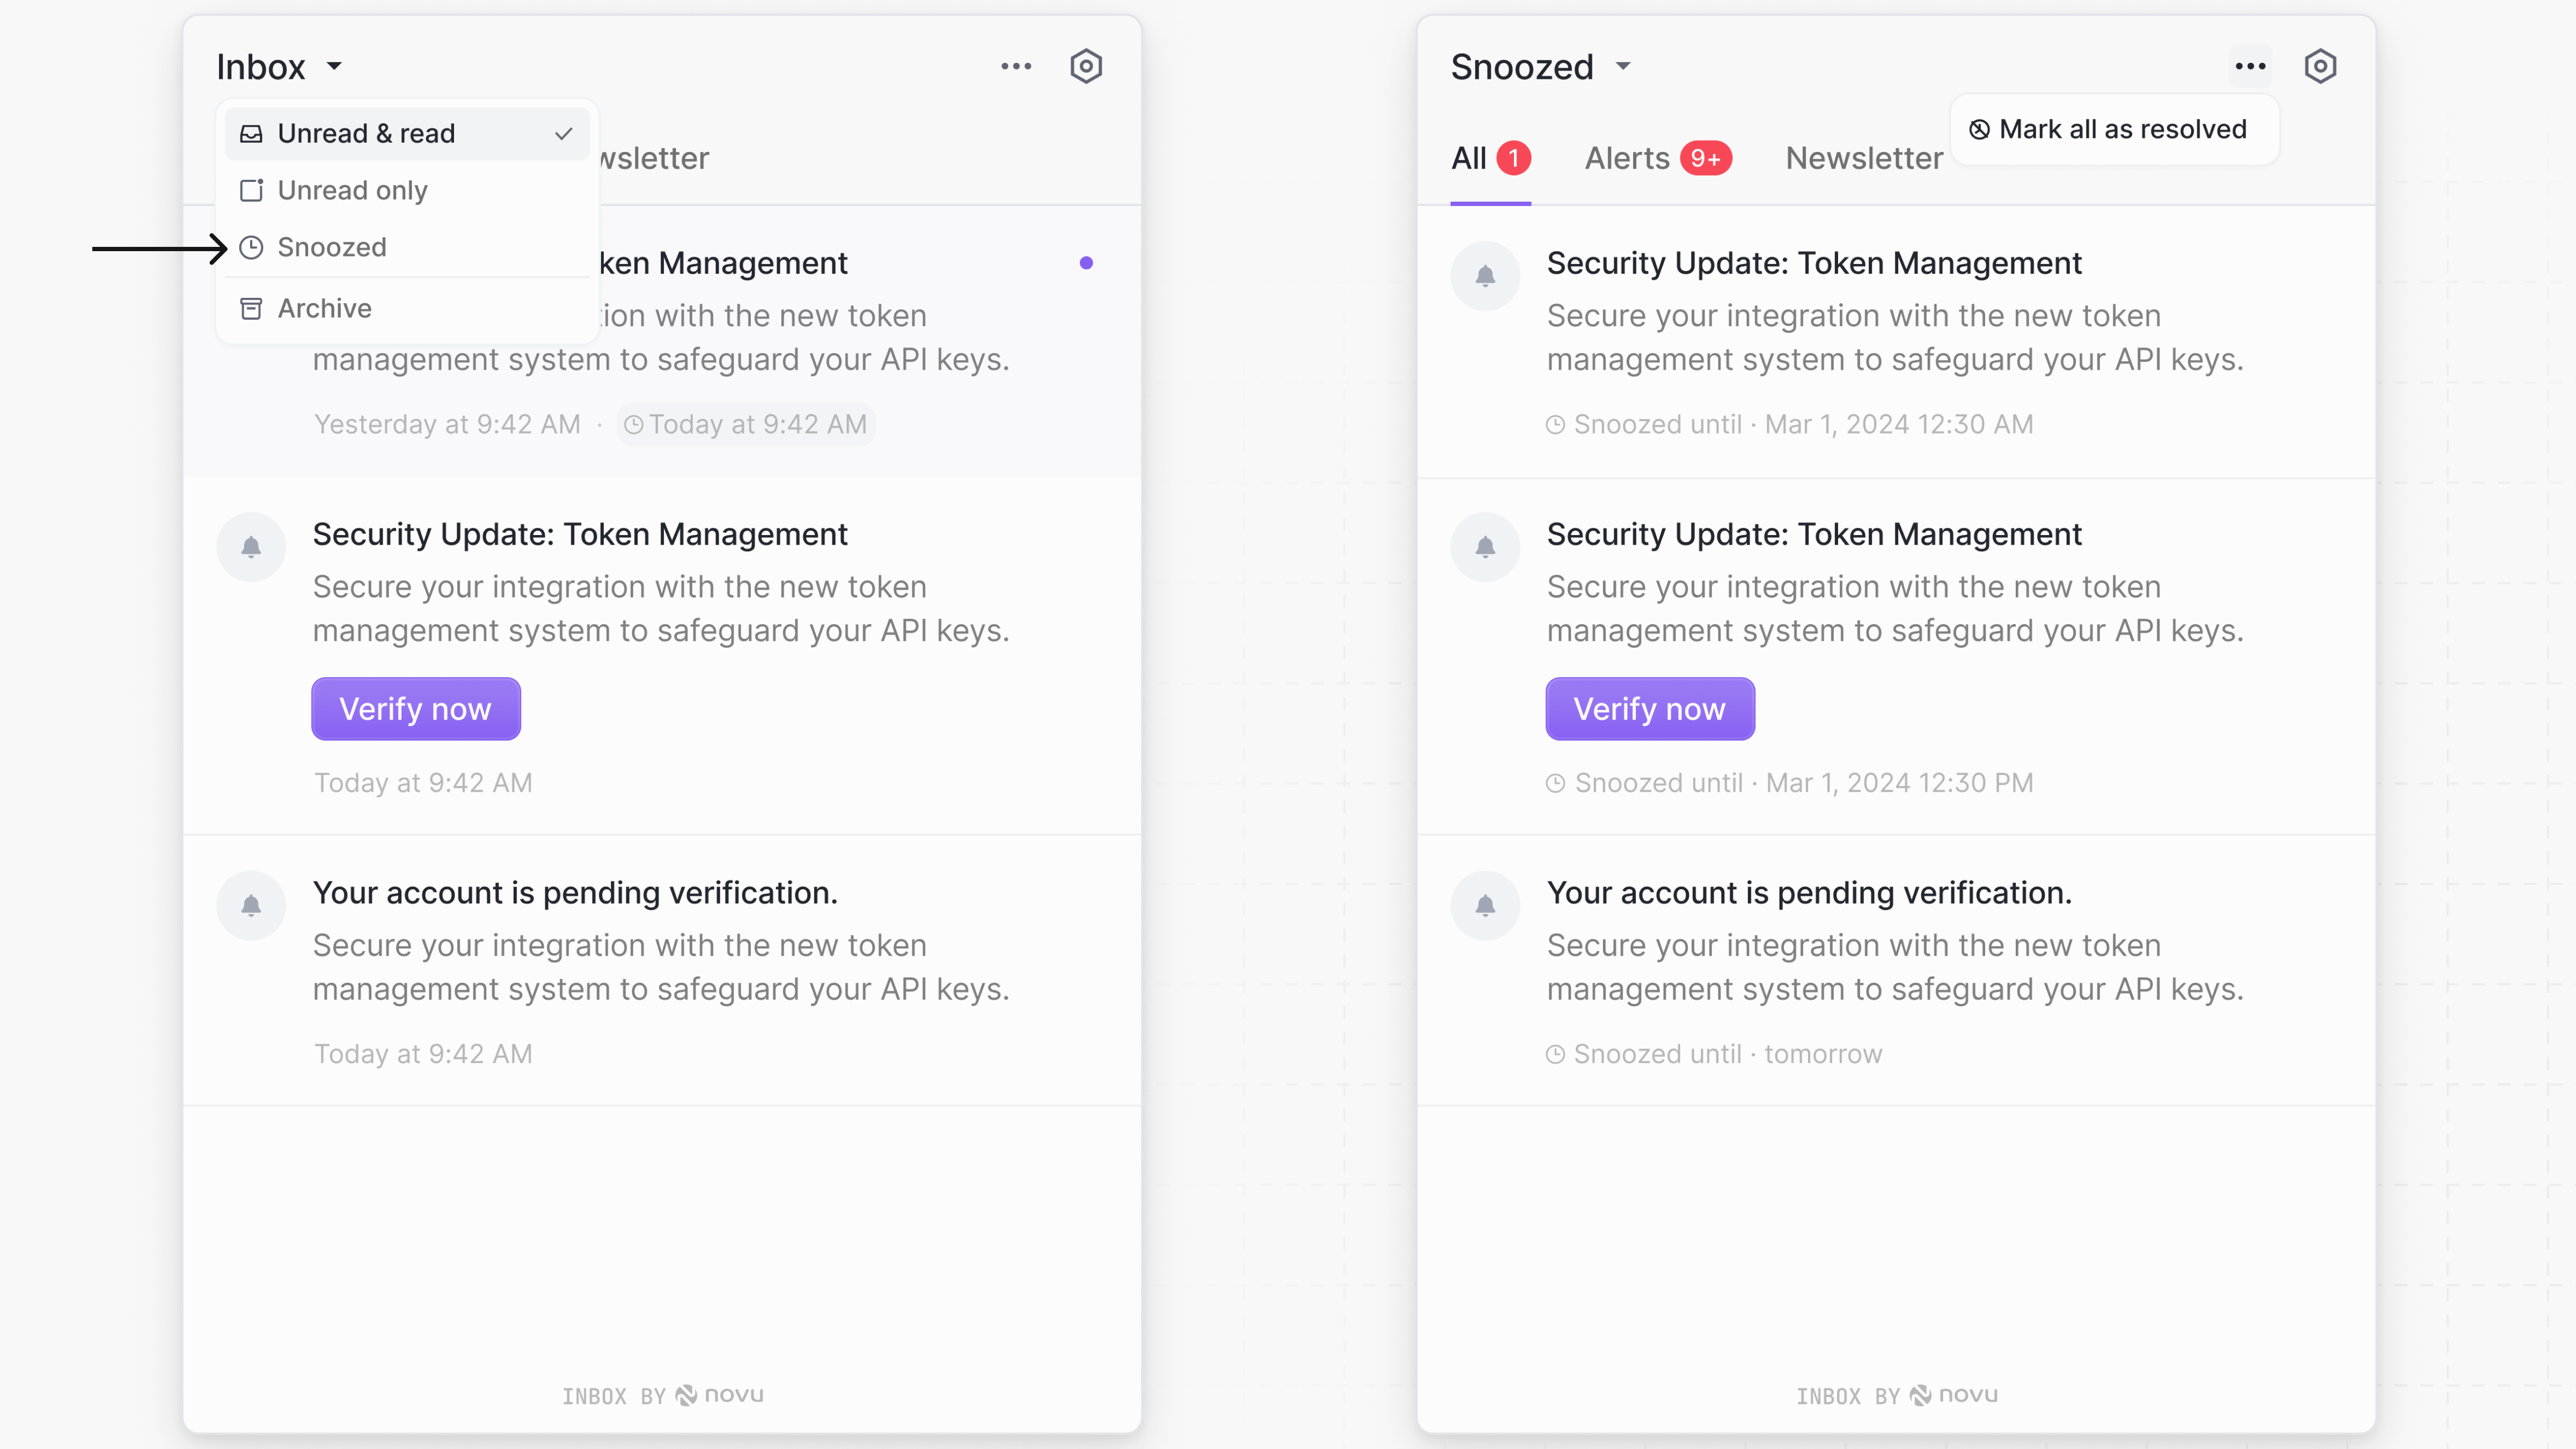 Inbox
Unread & read
Unread only
Snoozed
Archive
wsletter
ken Management
tion with the new token
management system to safeguard your API keys.
Yesterday at 9:42 AM · Today at 9:42 AM
Security Update: Token Management
Secure your integration with the new token
management system to safeguard your API keys.
Verify now
Today at 9:42 AM
Your account is pending verification.
Secure your integration with the new token
management system to safeguard your API keys.
Today at 9:42 AM
INBOX BY novu
Snoozed
Mark all as resolved
All 1 Alerts 9+ Newsletter
Security Update: Token Management
Secure your integration with the new token
management system to safeguard your API keys.
Snoozed until · Mar 1, 2024 12:30 AM
Security Update: Token Management
Secure your integration with the new token
management system to safeguard your API keys.
Verify now
Snoozed until · Mar 1, 2024 12:30 PM
Your account is pending verification.
Secure your integration with the new token
management system to safeguard your API keys.
Snoozed until · tomorrow
INBOX BY novu